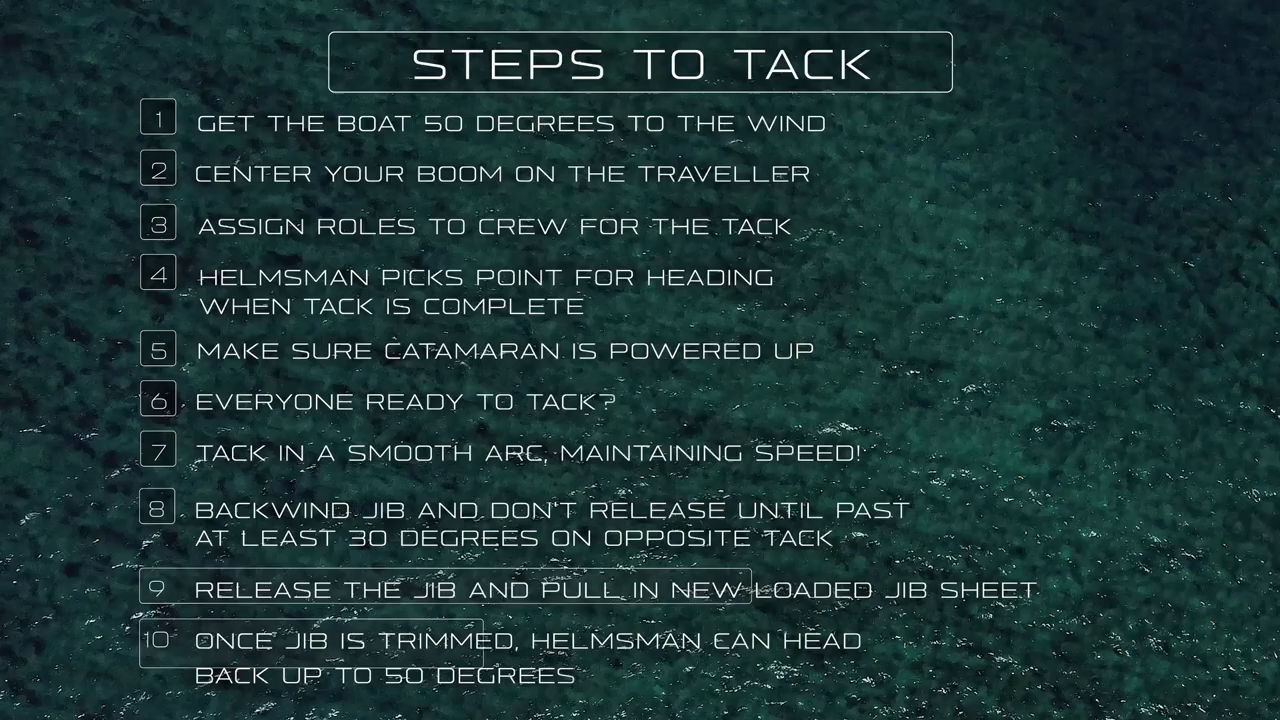 STEPS TO TACK
1 GET THE BOAT 50 DEGREES TO THE WIND
2 CENTER YOUR BOOM ON THE TRAVELLER
3 ASSIGN ROLES TO CREW FOR THE TACK
4 HELMSMAN PICKS POINT FOR HEADING
WHEN TACK IS COMPLETE
5 MAKE SURE CATAMARAN IS POWERED UP
6 EVERYONE READY TO TACK?
7 TACK IN A SMOOTH ARC, MAINTAINING SPEED!
8 BACKWIND JIB AND DON'T RELEASE UNTIL PAST
AT LEAST 30 DEGREES ON OPPOSITE TACK
9 RELEASE THE JIB AND PULL IN NEW LOADED JIB SHEET
10 ONCE JIB IS TRIMMED, HELMSMAN CAN HEAD
BACK UP TO 50 DEGREES